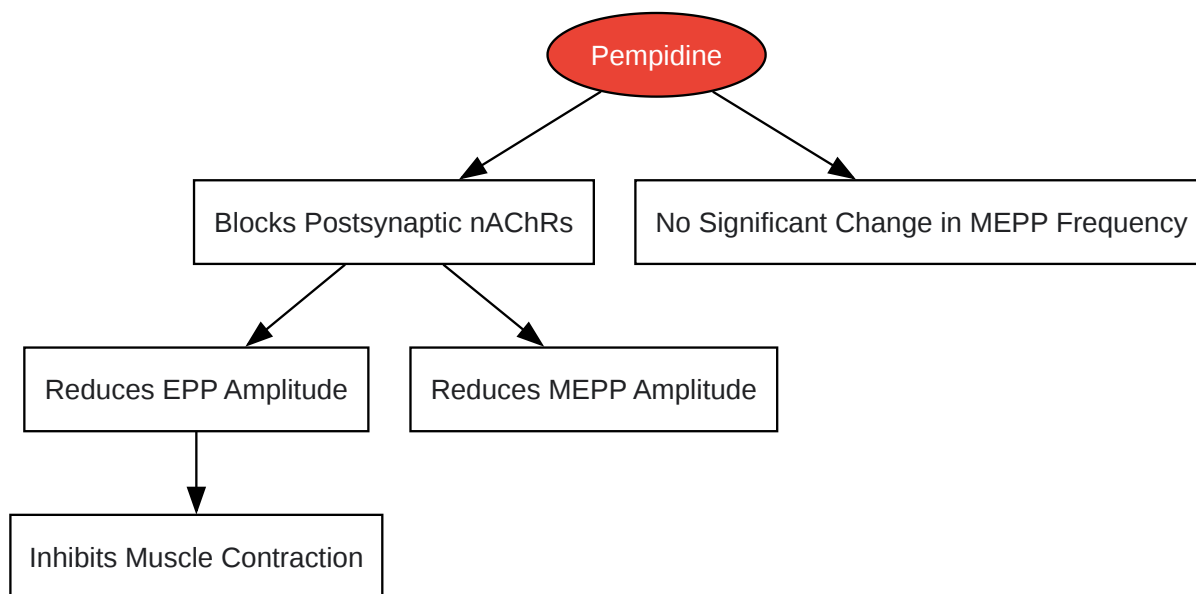 Pempidine
Blocks Postsynaptic nAChRs
No Significant Change in MEPP Frequency
Reduces EPP Amplitude
Reduces MEPP Amplitude
Inhibits Muscle Contraction